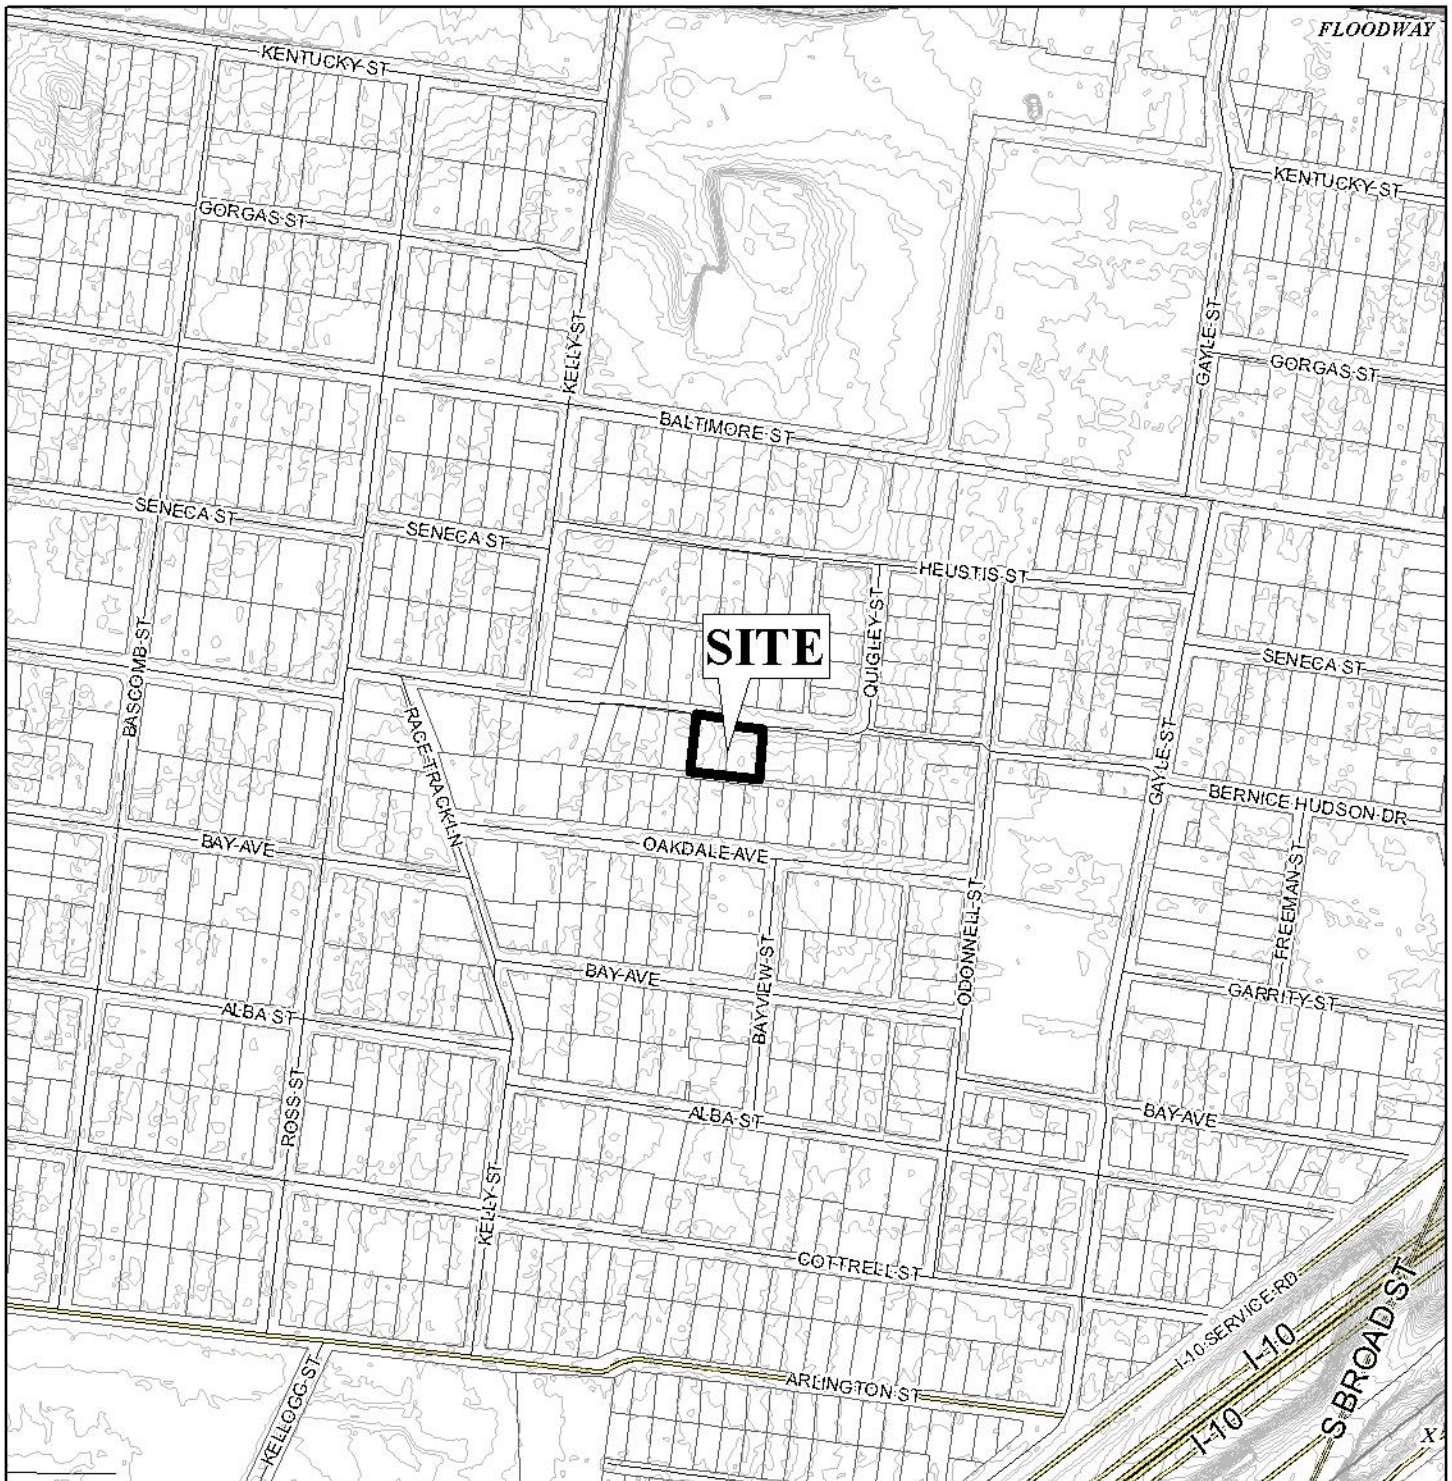 FLOODWAY
KENTUCKY ST
KENTUCKY ST
GORGAS ST
KELLY ST
GAYLE ST
GORGAS ST
BALTIMORE ST
SENECA ST
SENECA ST
HEUSTIS ST
QUIGLEY ST
SITE
BASCOMB ST
SENECA ST
RACE TRACK LN
GAYLE ST
BERNICE HUDSON DR
BAY AVE
OAKDALE AVE
FREEMAN ST
ODONNELL ST
BAYVIEW ST
BAY AVE
GARRITY ST
ALBA ST
ROSS ST
ALBA ST
BAY AVE
KELLY ST
COTTRELL ST
I-10 SERVICE RD
I-10
S BROAD ST
ARLINGTON ST
KELLOGG ST
I-10
X